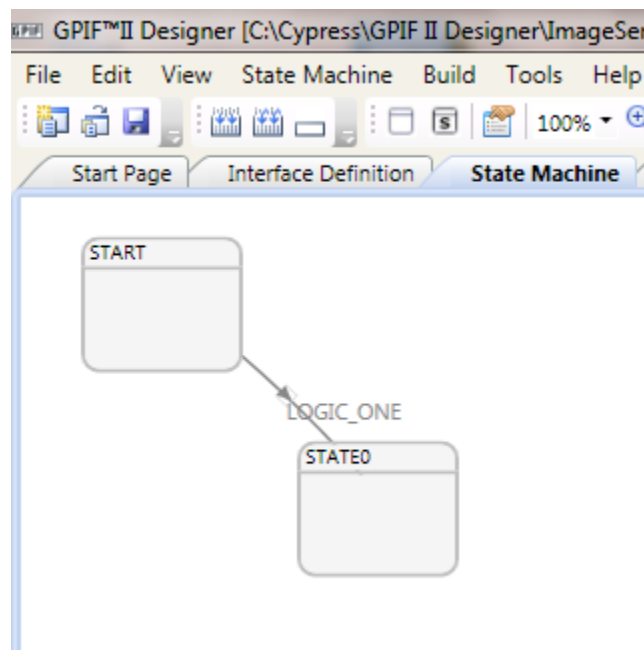 GPIF GPIF™II Designer [C:\Cypress\GPIF II Designer\ImageSer
File Edit View State Machine Build Tools Help
S 100%
Start Page Interface Definition State Machine
START
LOGIC_ONE
STATE0